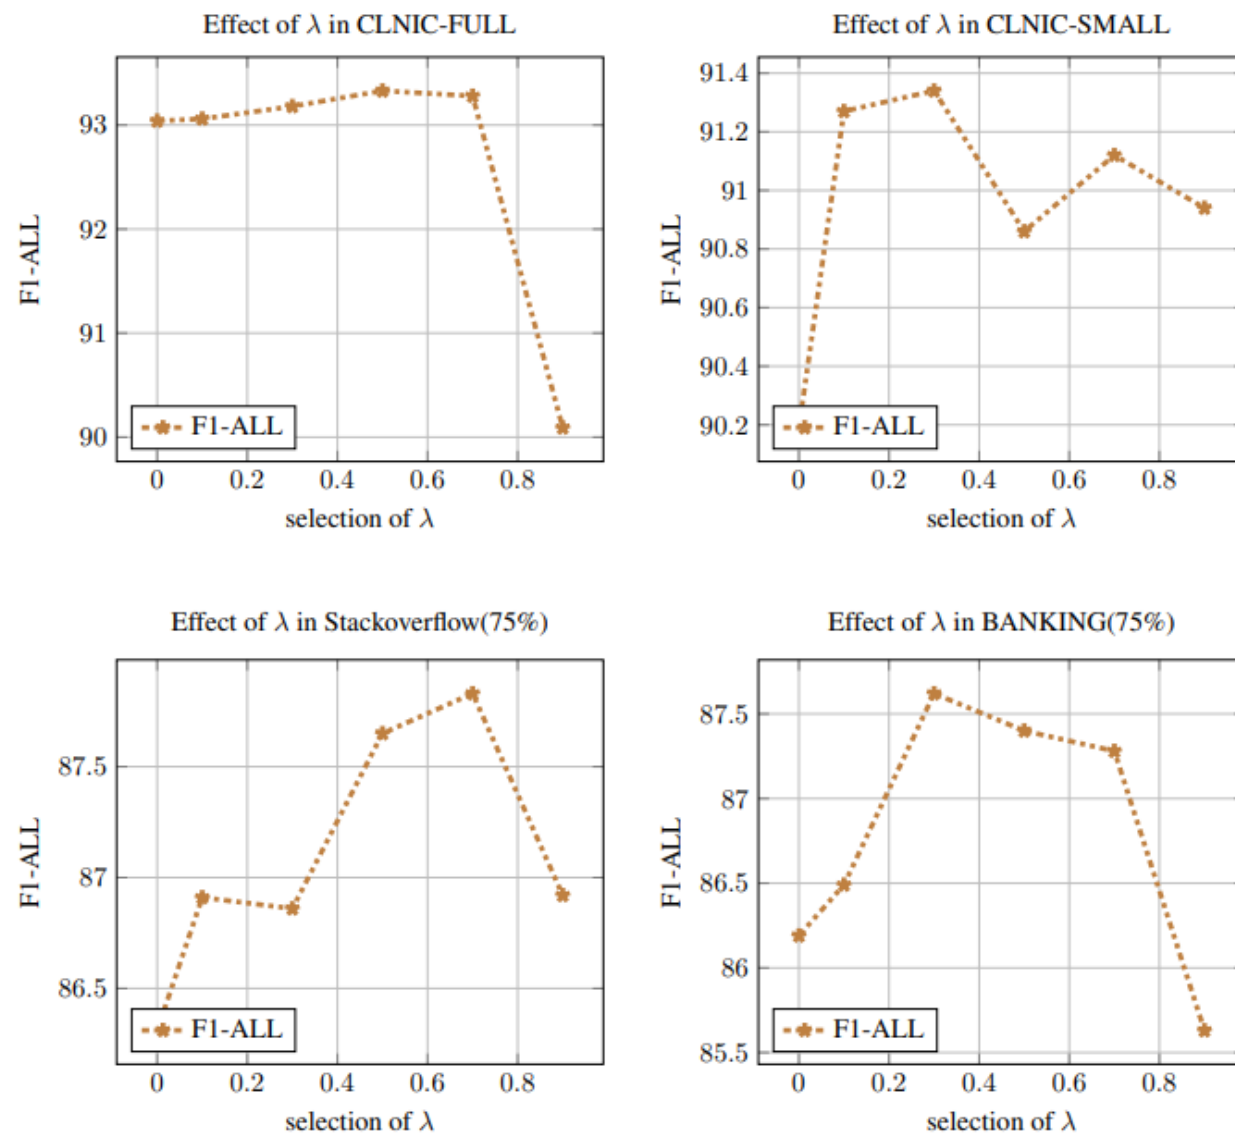 Effect of λ in CLNIC-FULL
93
92
91
90
F1-ALL
F1-ALL
0 0.2 0.4 0.6 0.8
selection of λ
Effect of λ in CLNIC-SMALL
91.4
91.2
91
90.8
90.6
90.4
90.2
F1-ALL
F1-ALL
0 0.2 0.4 0.6 0.8
selection of λ
Effect of λ in Stackoverflow(75%)
87.5
87
86.5
F1-ALL
F1-ALL
0 0.2 0.4 0.6 0.8
selection of λ
Effect of λ in BANKING(75%)
87.5
87
86.5
86
85.5
F1-ALL
F1-ALL
0 0.2 0.4 0.6 0.8
selection of λ